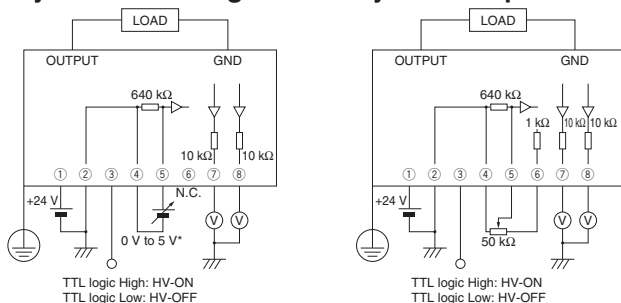 LOAD
OUTPUT GND
640 kΩ
10 kΩ 10 kΩ
① ② ③ ④ ⑤ ⑥ ⑦ ⑧
+24 V
N.C.
V V
0 V to 5 V*
TTL logic High: HV-ON
TTL logic Low: HV-OFF
LOAD
OUTPUT GND
640 kΩ
1 kΩ 10 kΩ 10 kΩ
① ② ③ ④ ⑤ ⑥ ⑦ ⑧
+24 V
V V
50 kΩ
TTL logic High: HV-ON
TTL logic Low: HV-OFF